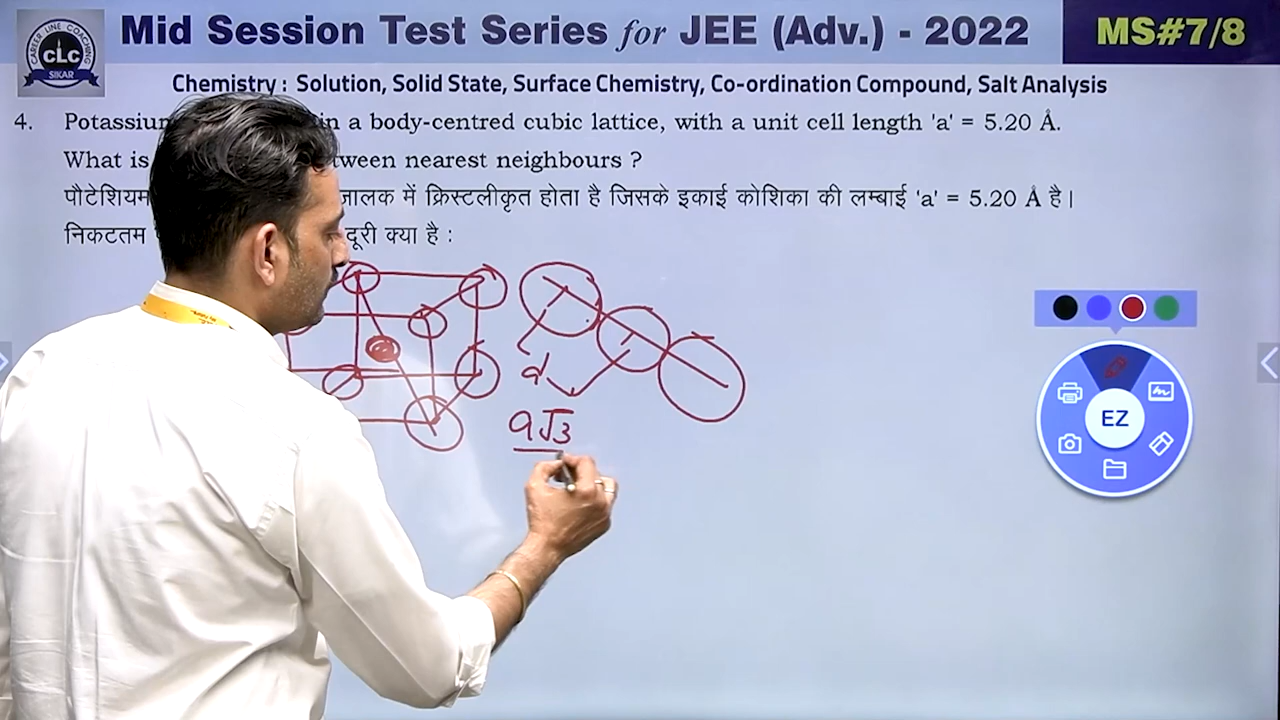 Mid Session Test Series for JEE (Adv.) - 2022
MS#7/8
CAREER LINE COACHING
CLC
SIKAR
Chemistry : Solution, Solid State, Surface Chemistry, Co-ordination Compound, Salt Analysis
4. in a body-centred cubic lattice, with a unit cell length 'a' = 5.20 Å.
What is nearest neighbours ?
पौटेशियम जालक में क्रिस्टलीकृत होता है जिसके इकाई कोशिका की लम्बाई 'a' = 5.20 Å है।
निकटतम दूरी क्या है :
d
a√3
EZ